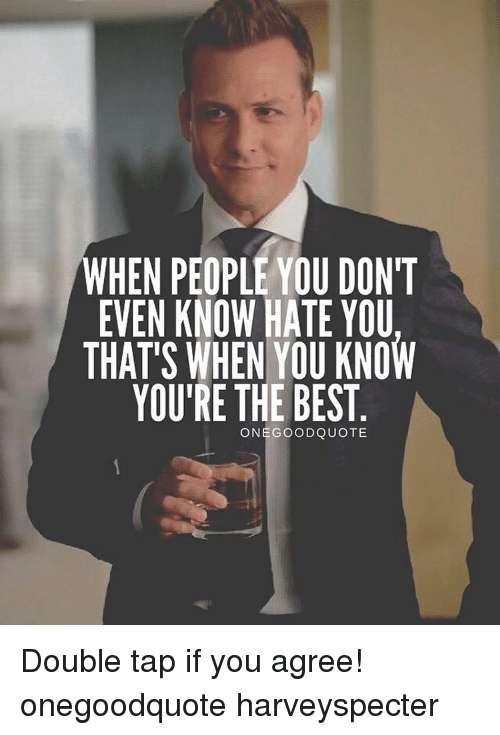 WHEN PEOPLE YOU DON'T
EVEN KNOW HATE YOU,
THAT'S WHEN YOU KNOW
YOU'RE THE BEST.
ONEGOODQUOTE
Double tap if you agree!
onegoodquote harveyspecter